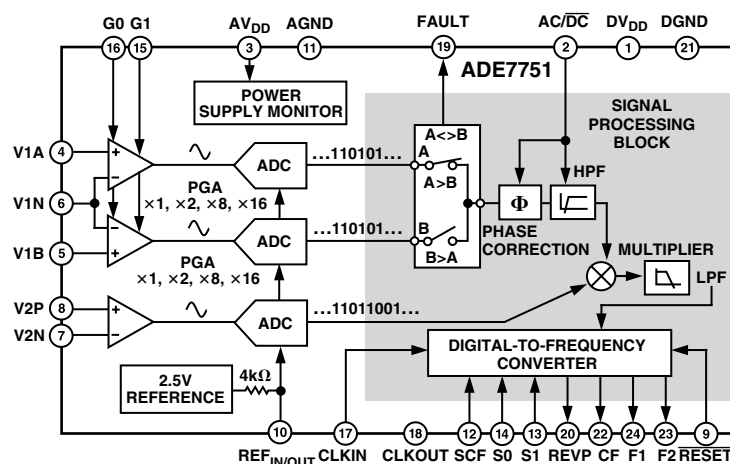 G0 G1 AVDD AGND FAULT AC/DC DVDD DGND
16 15 3 11 19 2 1 21
ADE7751
POWER
SUPPLY MONITOR
SIGNAL
PROCESSING
BLOCK
A<>B
V1A 4 + − ADC ...110101... A
A>B
HPF
PGA
×1, ×2, ×8, ×16
V1N 6
Φ
PHASE
CORRECTION
V1B 5 − + ADC ...110101... B
B>A
MULTIPLIER
PGA
×1, ×2, ×8, ×16
LPF
V2P 8 + ADC ...11011001...
V2N 7 −
DIGITAL-TO-FREQUENCY
CONVERTER
2.5V
REFERENCE
4kΩ
10 17 18 12 14 13 20 22 24 23 9
REFIN/OUT CLKIN CLKOUT SCF S0 S1 REVP CF F1 F2 RESET